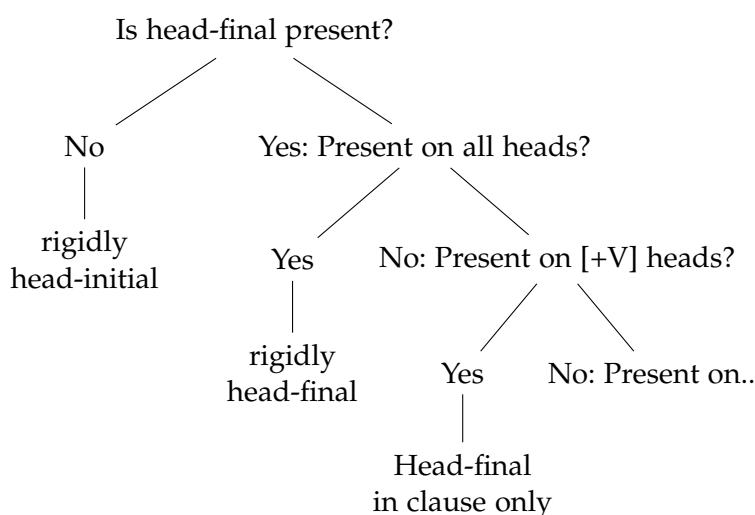 Is head-final present?
No
Yes: Present on all heads?
rigidly
head-initial
Yes
No: Present on [+V] heads?
rigidly
head-final
Yes
No: Present on..
Head-final
in clause only